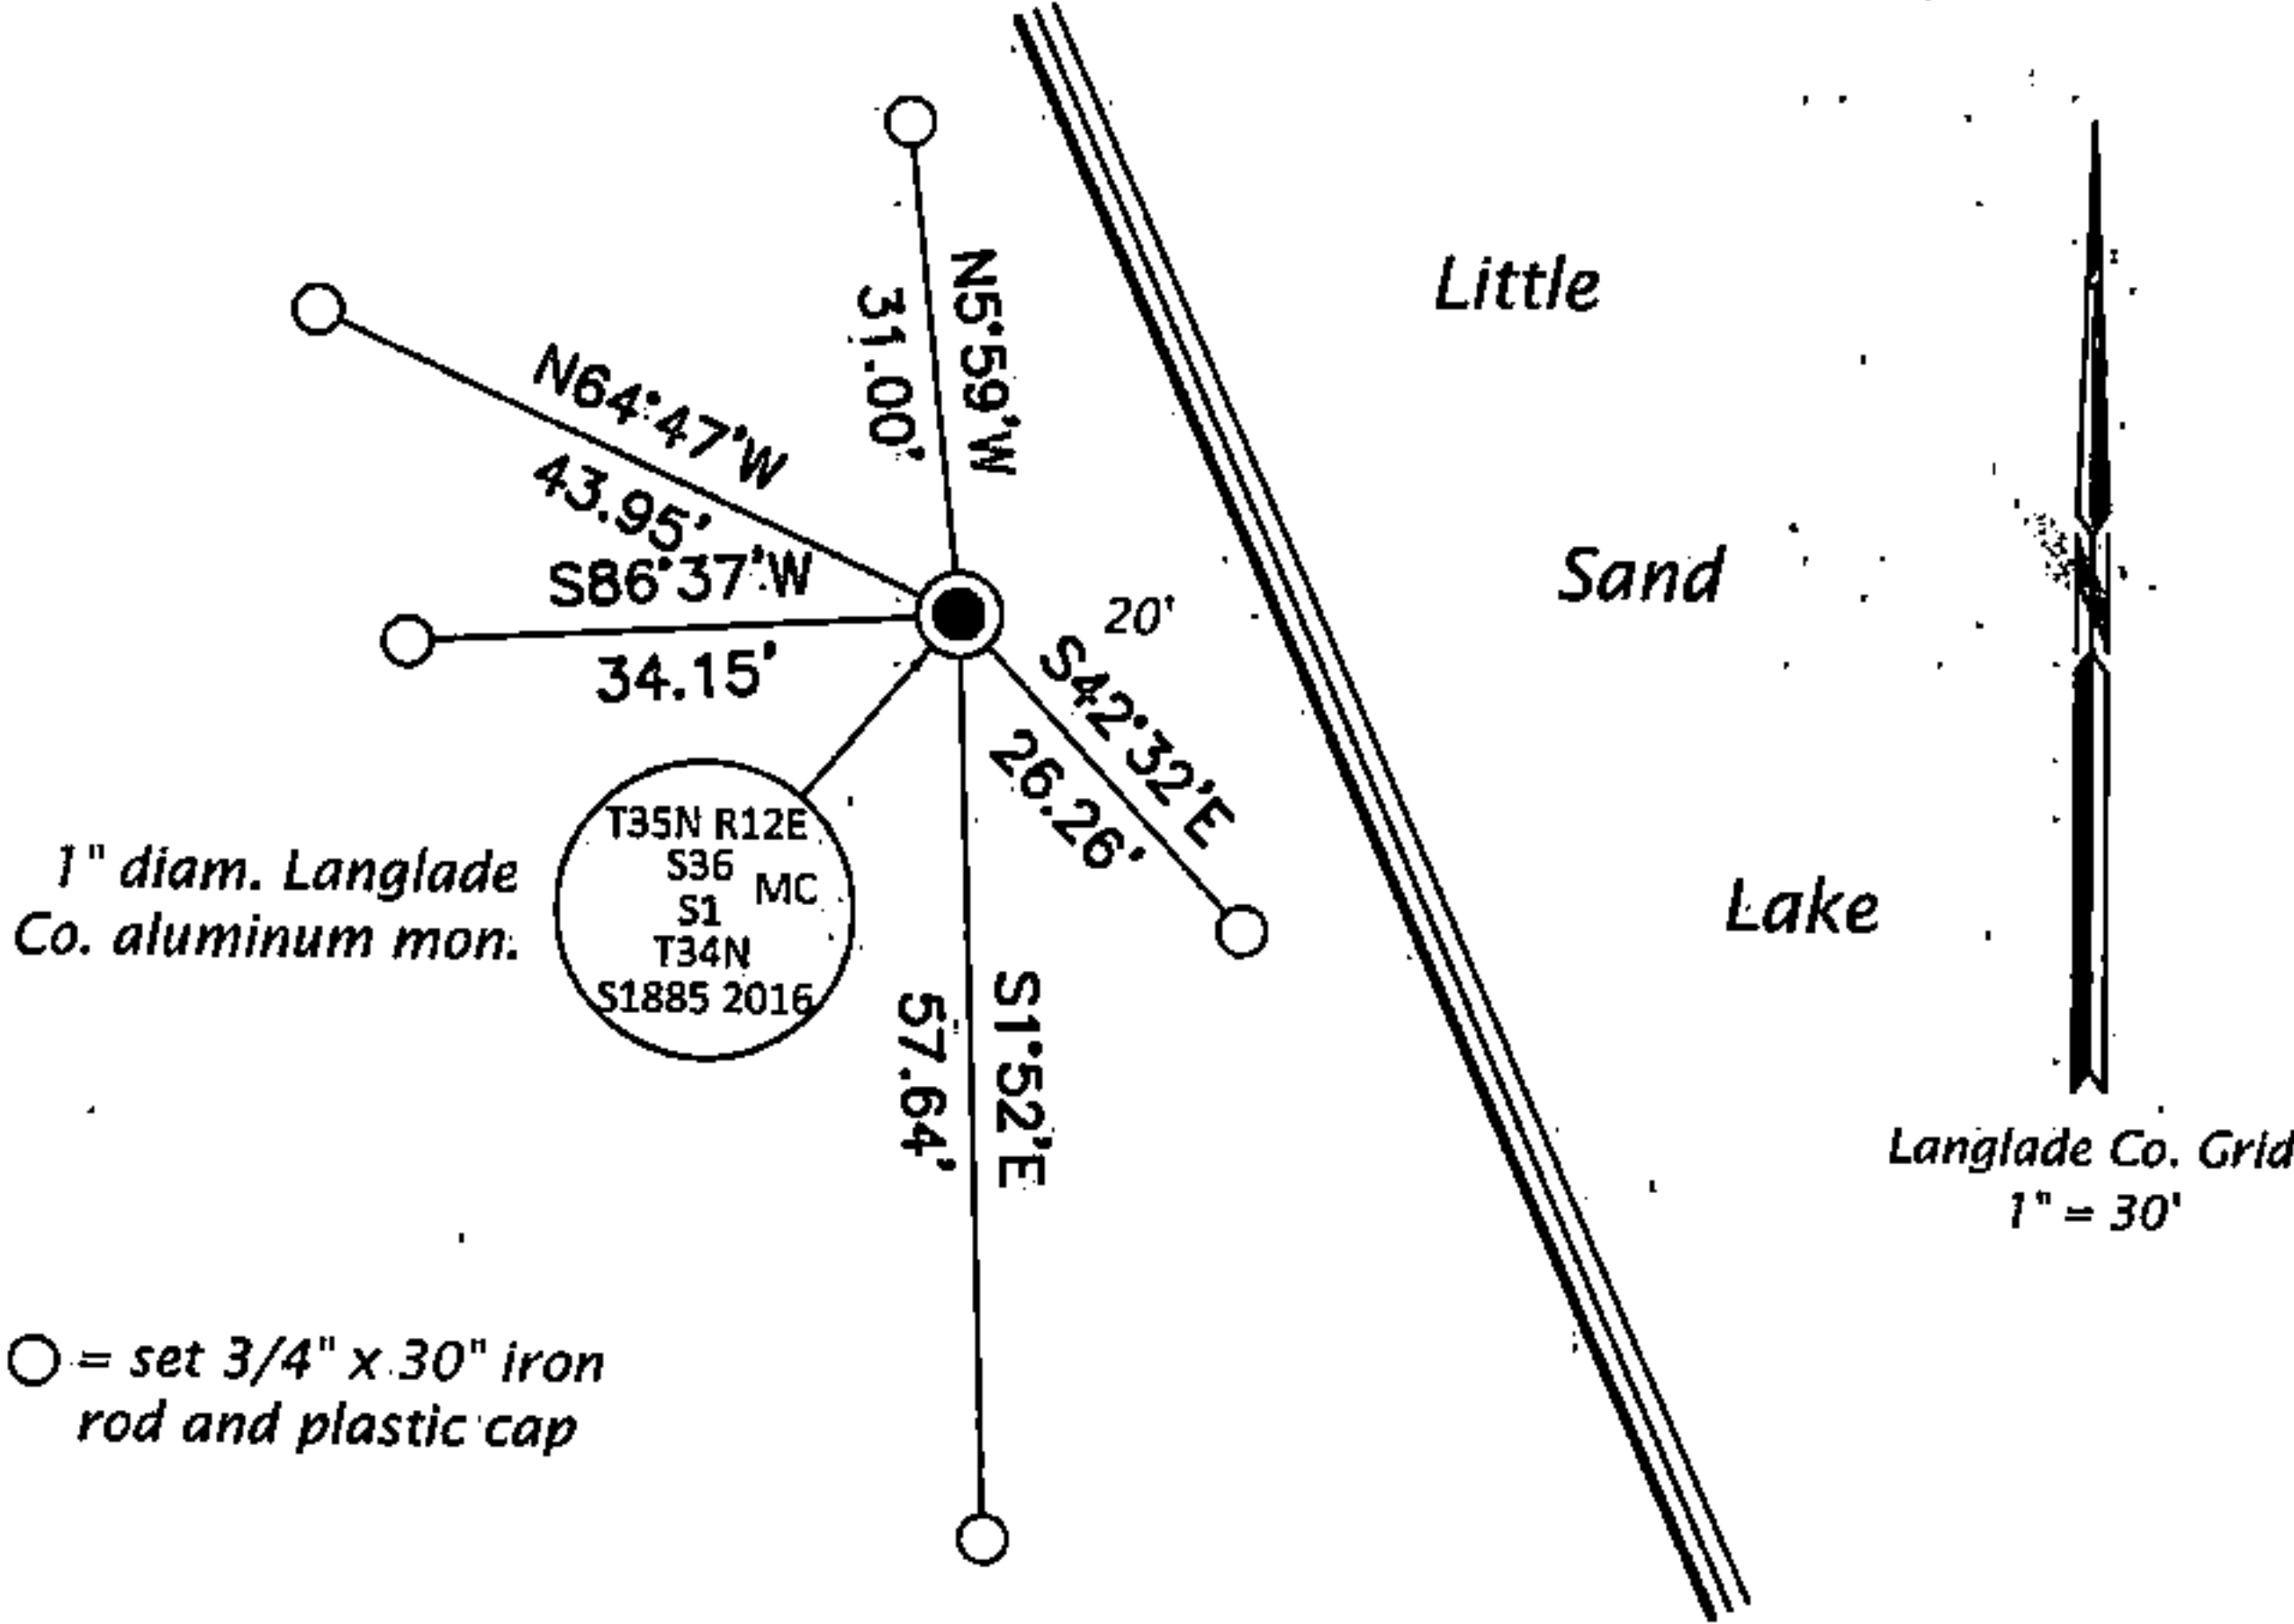 N5°59'W
31.00'
N64°47'W
43.95'
S86°37'W
34.15'
20'
S42°32'E
26.26'
S1°52'E
57.64'
T35N R12E
S36
MC
S1
T34N
S1885 2016
1" diam. Langlade
Co. aluminum mon.
Little
Sand
Lake
Langlade Co. Grid
1" = 30'
= set 3/4" x 30" iron
rod and plastic cap